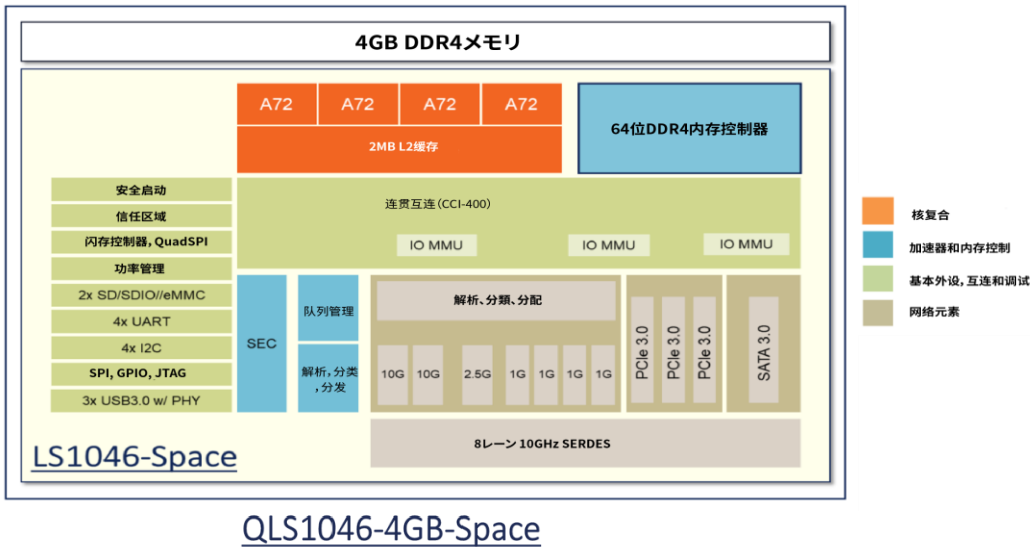 4GB DDR4メモリ
A72
A72
A72
A72
2MB L2缓存
64位DDR4内存控制器
安全启动
信任区域
闪存控制器，QuadSPI
功率管理
2x SD/SDIO//eMMC
4x UART
4x I2C
SPI, GPIO, JTAG
3x USB3.0 w/ PHY
连贯互连（CCI-400）
IO MMU
IO MMU
IO MMU
SEC
队列管理
解析，分类
，分发
解析、分類、分配
10G
10G
2.5G
1G
1G
1G
1G
PCIe 3.0
PCIe 3.0
PCIe 3.0
SATA 3.0
8レーン 10GHz SERDES
LS1046-Space
QLS1046-4GB-Space
核复合
加速器和内存控制
基本外设，互连和调试
网络元素